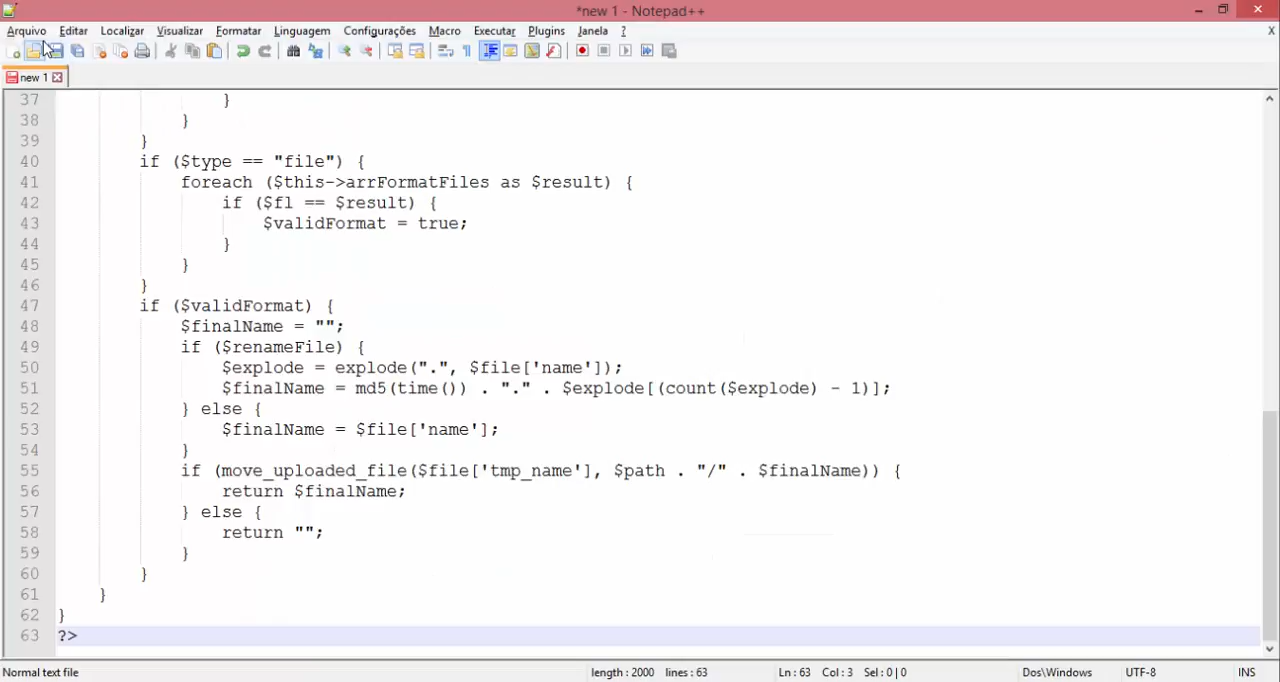 *new 1 - Notepad++
Arquivo Editar Localizar Visualizar Formatar Linguagem Configurações Macro Executar Plugins Janela ? X
new 1
37 }
38 }
39 }
40 if ($type == "file") {
41 foreach ($this->arrFormatFiles as $result) {
42 if ($fl == $result) {
43 $validFormat = true;
44 }
45 }
46 }
47 if ($validFormat) {
48 $finalName = "";
49 if ($renameFile) {
50 $explode = explode(".", $file['name']);
51 $finalName = md5(time()) . "." . $explode[(count($explode) - 1)];
52 } else {
53 $finalName = $file['name'];
54 }
55 if (move_uploaded_file($file['tmp_name'], $path . "/" . $finalName)) {
56 return $finalName;
57 } else {
58 return "";
59 }
60 }
61 }
62 }
63 ?>
Normal text file length : 2000 lines : 63 Ln : 63 Col : 3 Sel : 0 | 0 Dos\Windows UTF-8 INS